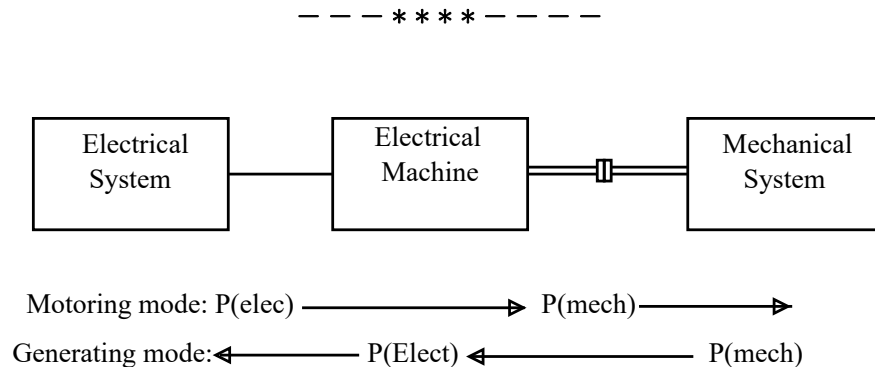 — — — * * * * — — — —
Electrical
System
Electrical
Machine
Mechanical
System
Motoring mode: P(elec) P(mech)
Generating mode: P(Elect) P(mech)